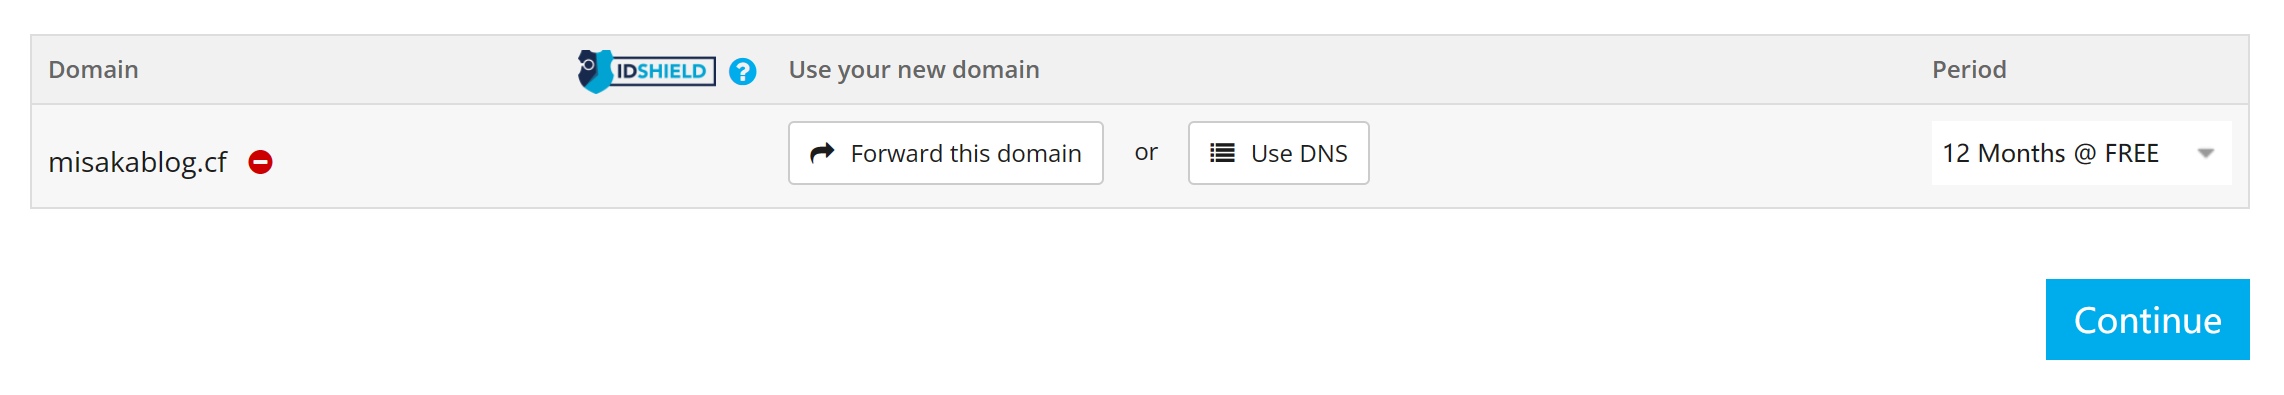 Domain IDSHIELD ? Use your new domain Period
misakablog.cf Forward this domain or Use DNS 12 Months @ FREE
Continue